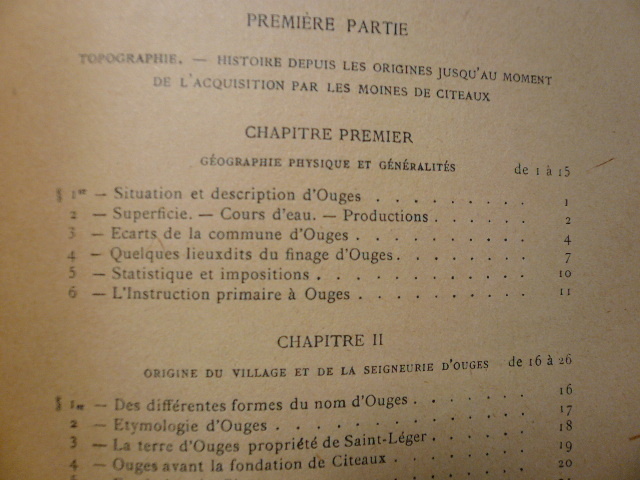 PREMIÈRE PARTIE
TOPOGRAPHIE. — HISTOIRE DEPUIS LES ORIGINES JUSQU'AU MOMENT
DE L'ACQUISITION PAR LES MOINES DE CITEAUX
CHAPITRE PREMIER
GÉOGRAPHIE PHYSIQUE ET GÉNÉRALITÉS de 1 à 15
§ 1er — Situation et description d'Ouges . . . . . . . . . 1
2 — Superficie. — Cours d'eau. — Productions . . . . . . 2
3 — Ecarts de la commune d'Ouges . . . . . . . . . . 4
4 — Quelques lieuxdits du finage d'Ouges. . . . . . . . 7
5 — Statistique et impositions . . . . . . . . . . . . 10
6 — L'Instruction primaire à Ouges . . . . . . . . . . 11
CHAPITRE II
ORIGINE DU VILLAGE ET DE LA SEIGNEURIE D'OUGES de 16 à 26
§ 1er — Des différentes formes du nom d'Ouges . . . . . . . 16
2 — Etymologie d'Ouges . . . . . . . . . . . . . . 17
3 — La terre d'Ouges propriété de Saint-Léger . . . . . . 18
4 — Ouges avant la fondation de Citeaux . . . . . . . . 19
20